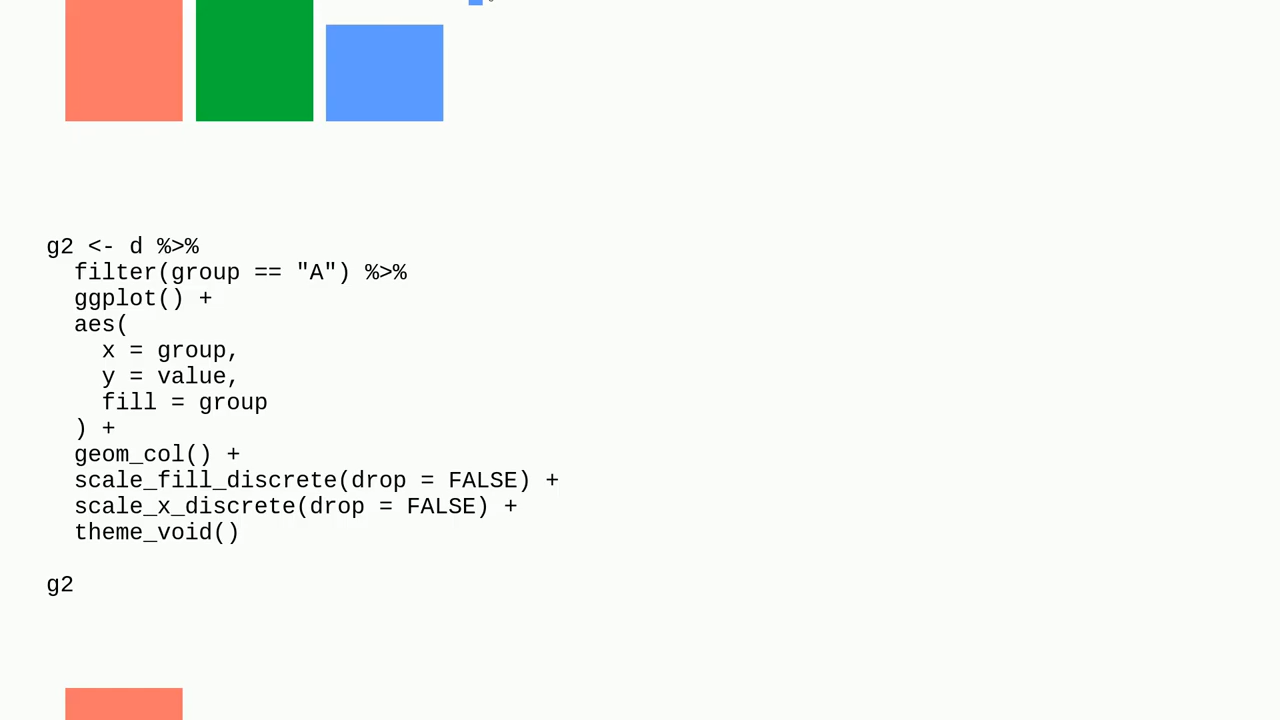 g2 <- d %>%
  filter(group == "A") %>%
  ggplot() +
  aes(
    x = group,
    y = value,
    fill = group
  ) +
  geom_col() +
  scale_fill_discrete(drop = FALSE) +
  scale_x_discrete(drop = FALSE) +
  theme_void()
g2